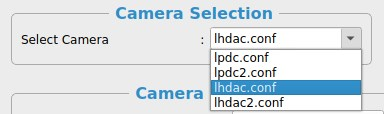 Camera Selection
Select Camera : lhdac.conf
lpdc.conf
lpdc2.conf
lhdac.conf
lhdac2.conf
Camera